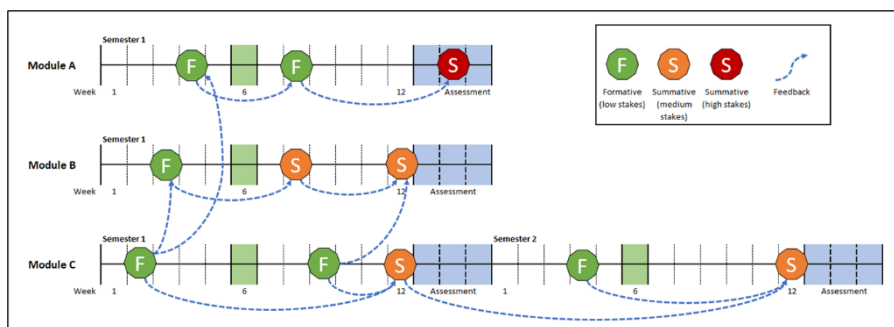 Semester 1
Module A
F
F
S
Week
1
6
12
Assessment
F
S
S
Formative
(low stakes)
Summative
(medium
stakes)
Summative
(high stakes)
Feedback
Semester 1
Module B
F
S
S
1
6
12
Assessment
Week
Semester 1
Semester 2
Module C
F
F
S
F
S
Week
1
6
12
Assessment
1
6
12
Assessment